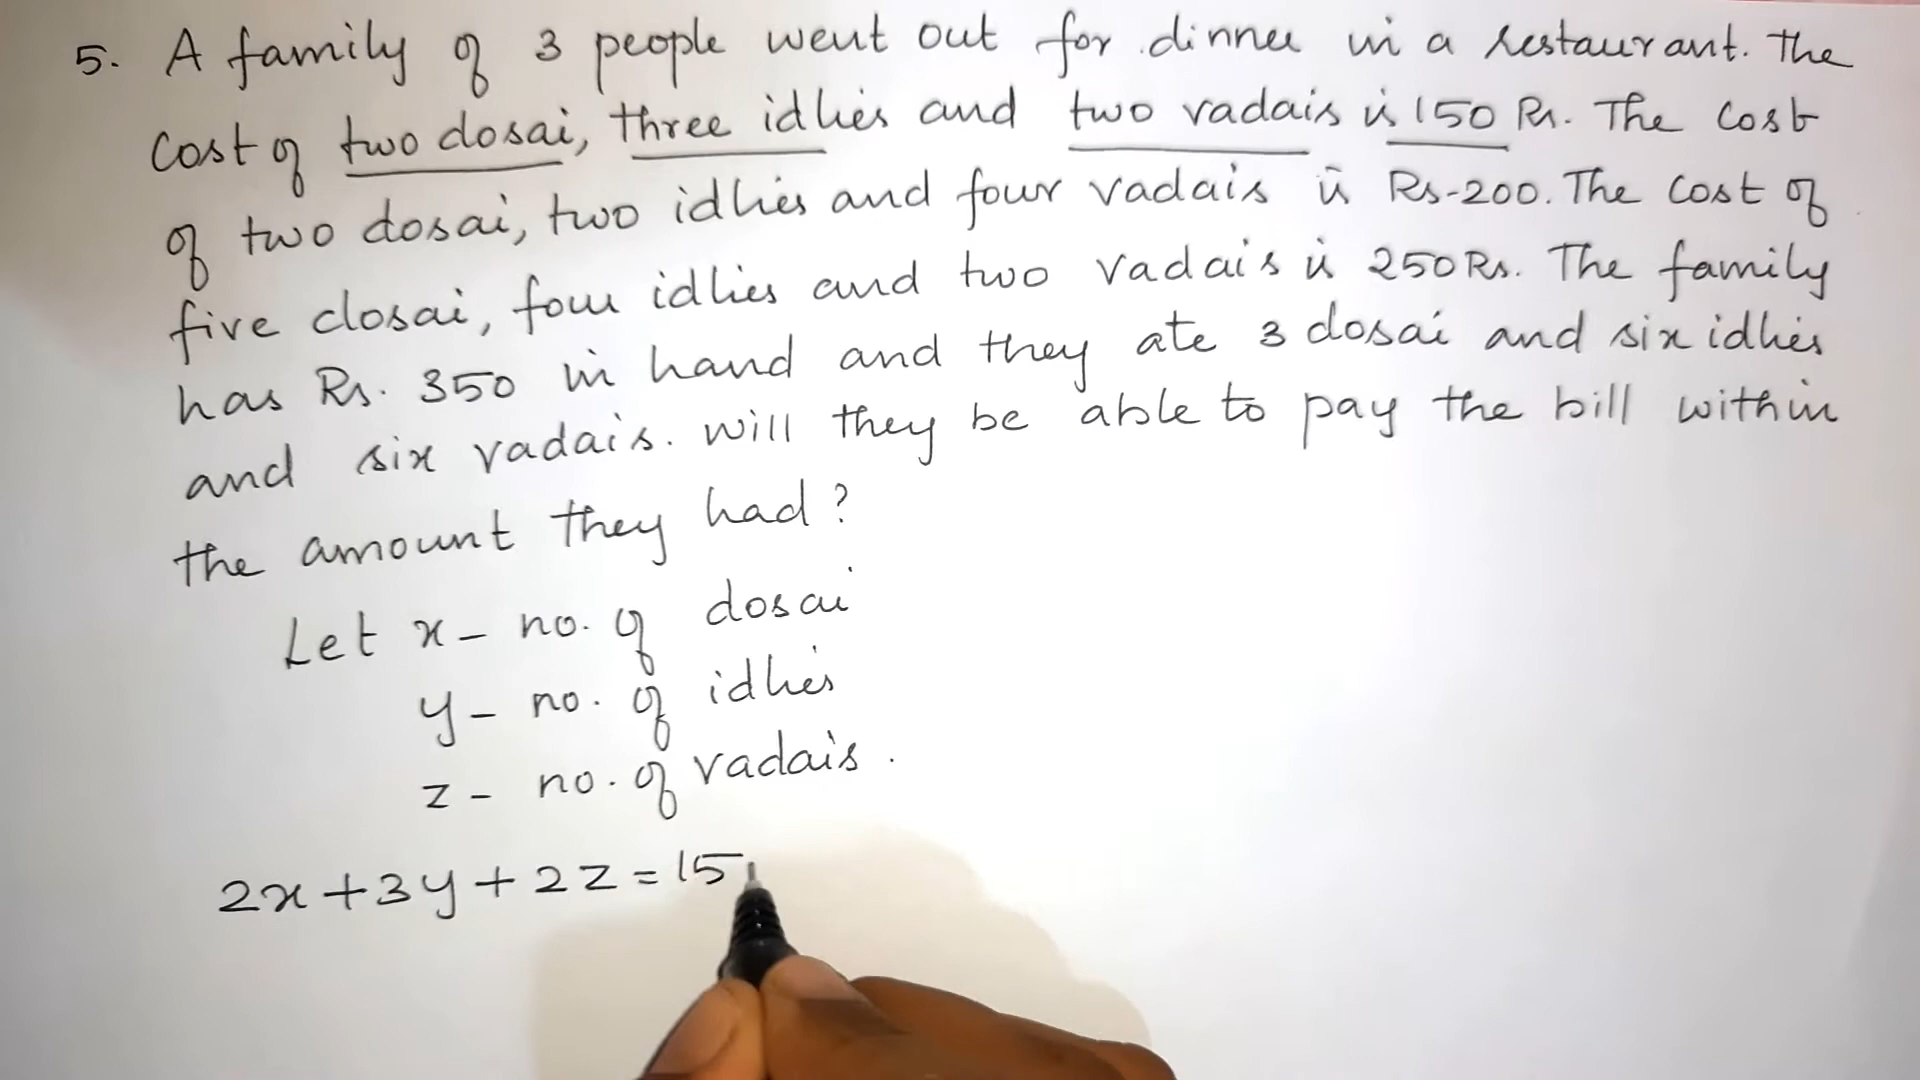 5. A family of 3 people went out for dinner in a restaurant. The
cost of two dosai, three idlies and two vadais is 150 Rs. The cost
of two dosai, two idlies and four vadais is Rs-200. The cost of
five dosai, four idlies and two vadais is 250 Rs. The family
has Rs. 350 in hand and they ate 3 dosai and six idlies
and six vadais. will they be able to pay the bill within
the amount they had?
Let x - no. of dosai
y - no. of idlies
z - no. of vadais.
2x+3y+2z=15